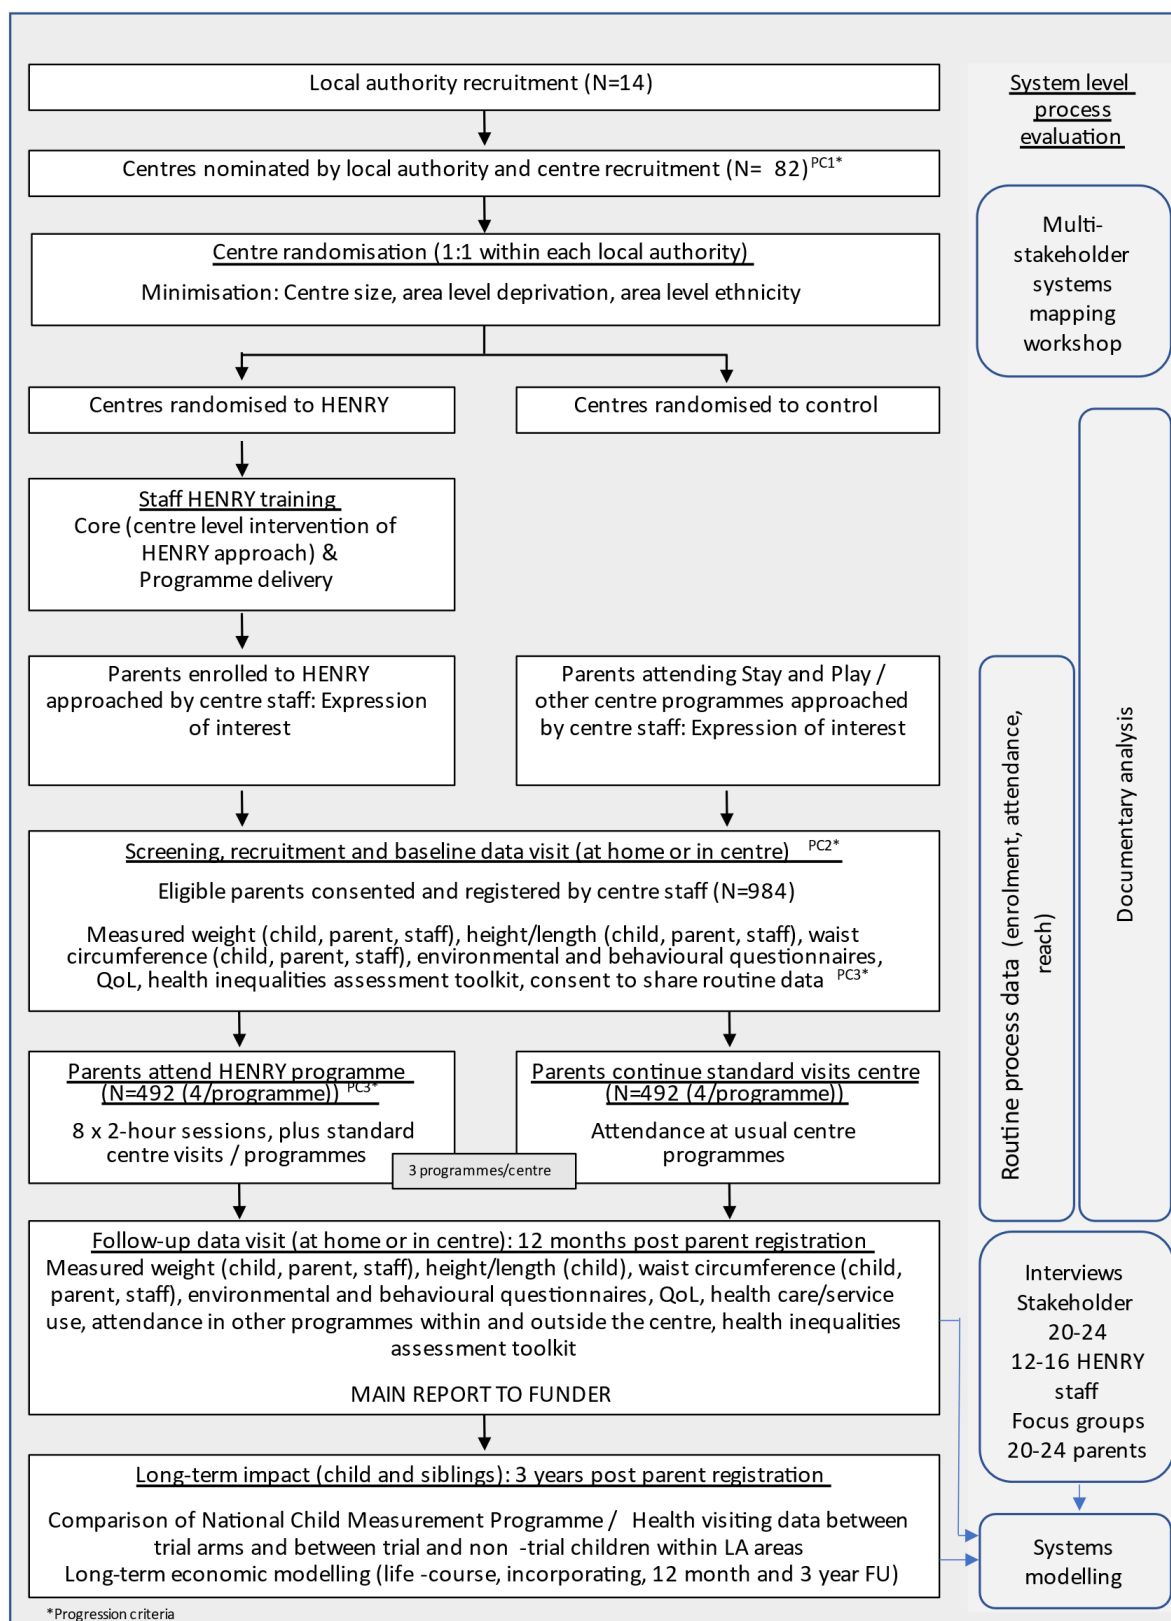 Local authority recruitment (N=14)
Centres nominated by local authority and centre recruitment (N= 82)PC1*
Centre randomisation (1:1 within each local authority)
Minimisation: Centre size, area level deprivation, area level ethnicity
Centres randomised to HENRY
Centres randomised to control
Staff HENRY training
Core (centre level intervention of
HENRY approach) &
Programme delivery
Parents enrolled to HENRY
approached by centre staff: Expression
of interest
Parents attending Stay and Play /
other centre programmes approached
by centre staff: Expression of interest
Screening, recruitment and baseline data visit (at home or in centre) PC2*
Eligible parents consented and registered by centre staff (N=984)
Measured weight (child, parent, staff), height/length (child, parent, staff), waist
circumference (child, parent, staff), environmental and behavioural questionnaires,
QoL, health inequalities assessment toolkit, consent to share routine data PC3*
Parents attend HENRY programme
(N=492 (4/programme)) PC3*
8 x 2-hour sessions, plus standard
centre visits / programmes
Parents continue standard visits centre
(N=492 (4/programme))
Attendance at usual centre
programmes
3 programmes/centre
Follow-up data visit (at home or in centre): 12 months post parent registration
Measured weight (child, parent, staff), height/length (child), waist circumference (child,
parent, staff), environmental and behavioural questionnaires, QoL, health care/service
use, attendance in other programmes within and outside the centre, health inequalities
assessment toolkit
MAIN REPORT TO FUNDER
Long-term impact (child and siblings): 3 years post parent registration
Comparison of National Child Measurement Programme / Health visiting data between
trial arms and between trial and non -trial children within LA areas
Long-term economic modelling (life -course, incorporating, 12 month and 3 year FU)
*Progression criteria
System level
process
evaluation
Multi-
stakeholder
systems
mapping
workshop
Routine process data (enrolment, attendance,
reach)
Documentary analysis
Interviews
Stakeholder
20-24
12-16 HENRY
staff
Focus groups
20-24 parents
Systems
modelling